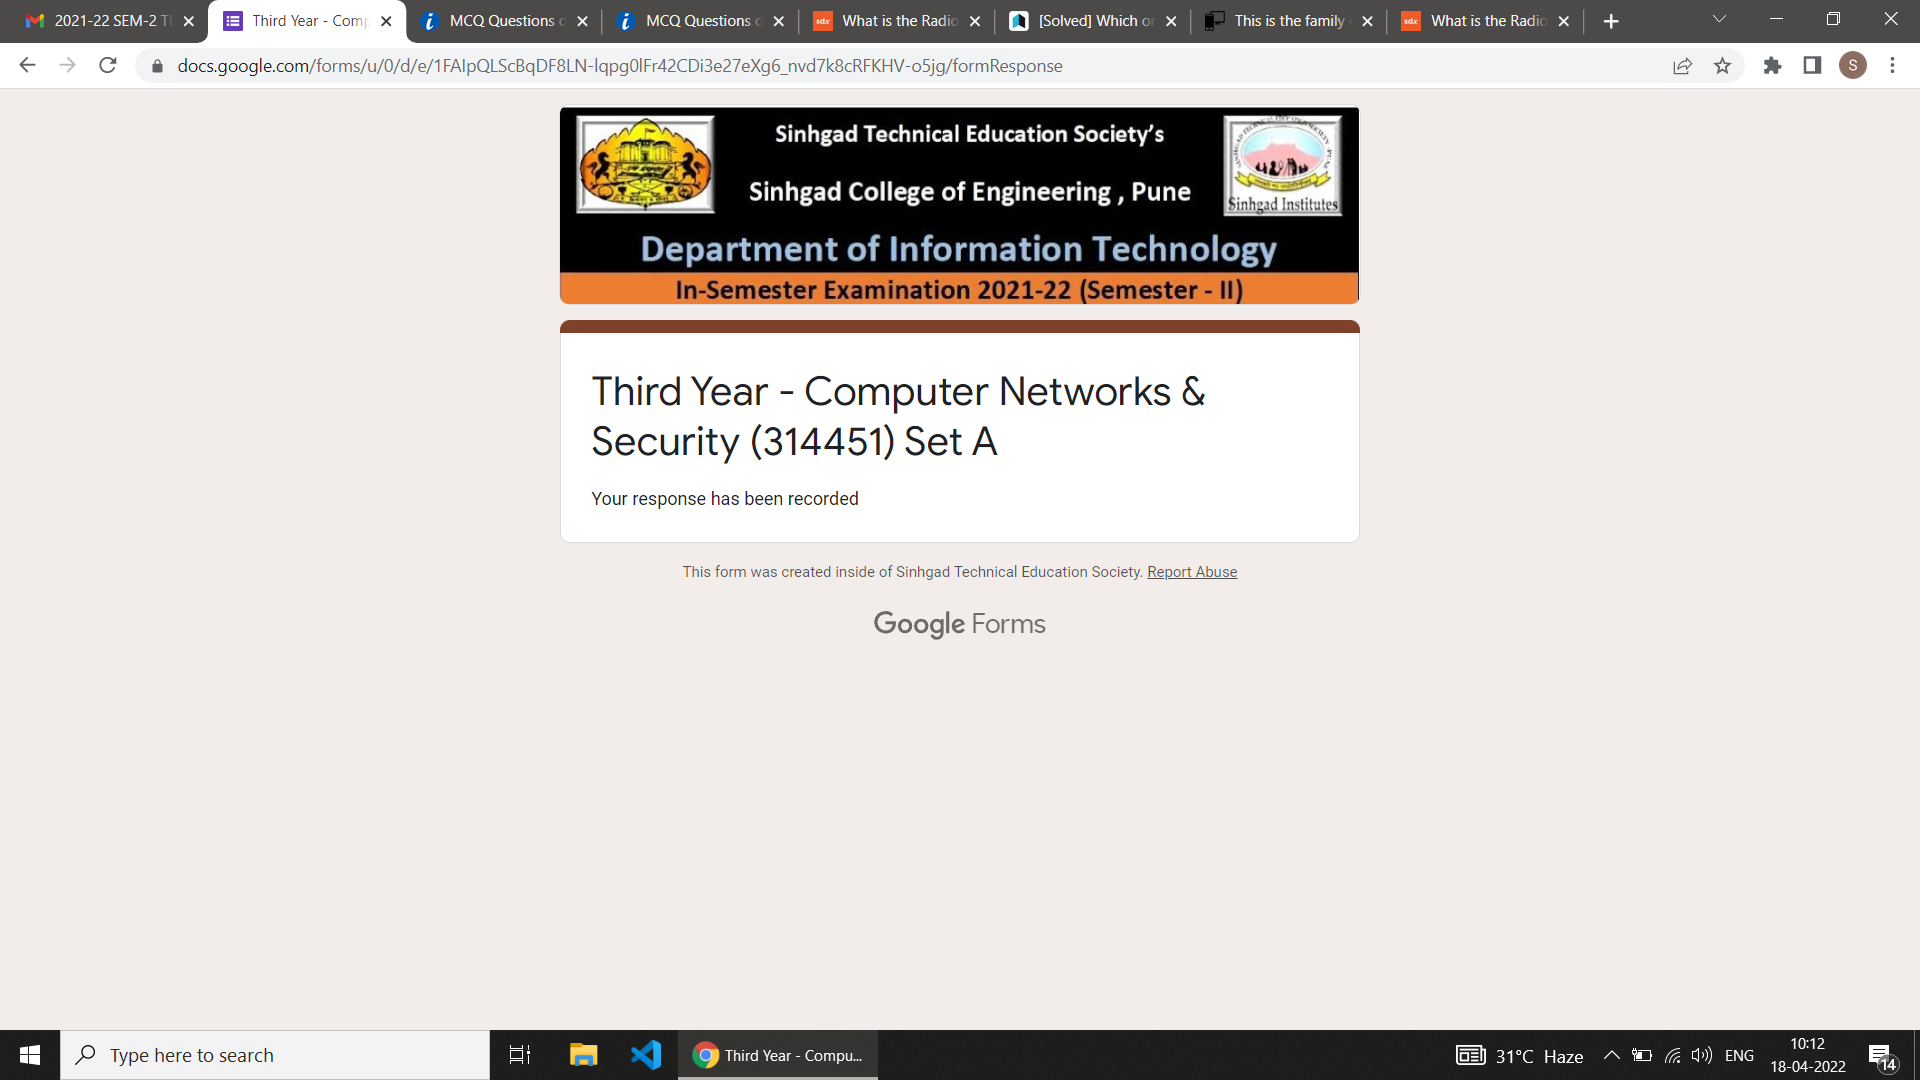 2021-22 SEM-2 T
Third Year - Comp
MCQ Questions o
MCQ Questions o
What is the Radio
[Solved] Which or
This is the family
What is the Radio
docs.google.com/forms/u/0/d/e/1FAIpQLScBqDF8LN-lqpg0lFr42CDi3e27eXg6_nvd7k8cRFKHV-o5jg/formResponse
S
Sinhgad Technical Education Society's
Sinhgad College of Engineering , Pune
Sinhgad Institutes
Department of Information Technology
In-Semester Examination 2021-22 (Semester - II)
Third Year - Computer Networks &
Security (314451) Set A
Your response has been recorded
This form was created inside of Sinhgad Technical Education Society. Report Abuse
Google Forms
Type here to search
Third Year - Compu...
31°C Haze
ENG
10:12
18-04-2022
14